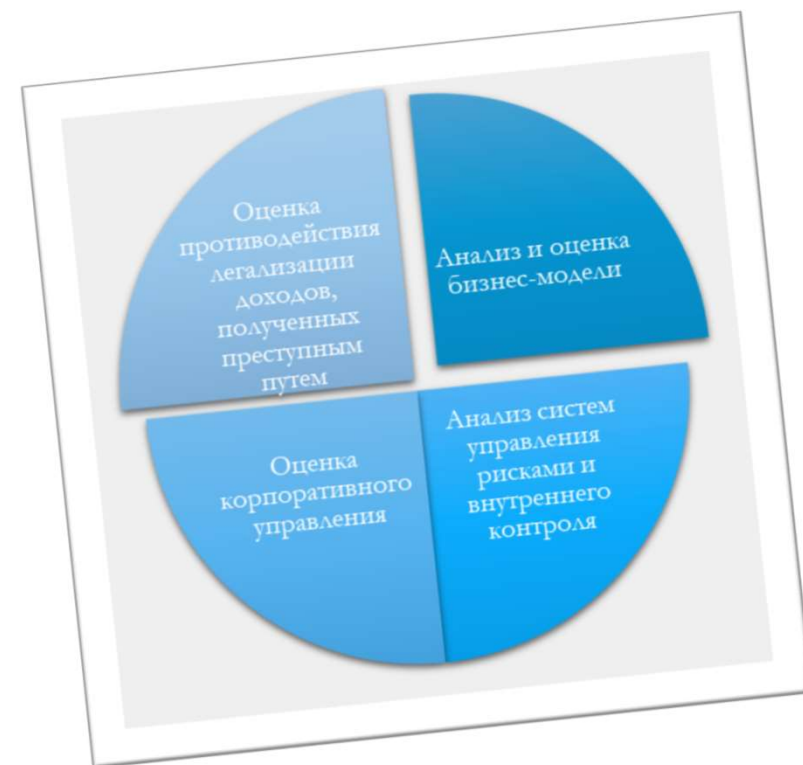 Оценка
противодействия
легализации
доходов,
полученных
преступным
путем
Анализ и оценка
бизнес-модели
Оценка
корпоративного
управления
Анализ систем
управления
рисками и
внутреннего
контроля